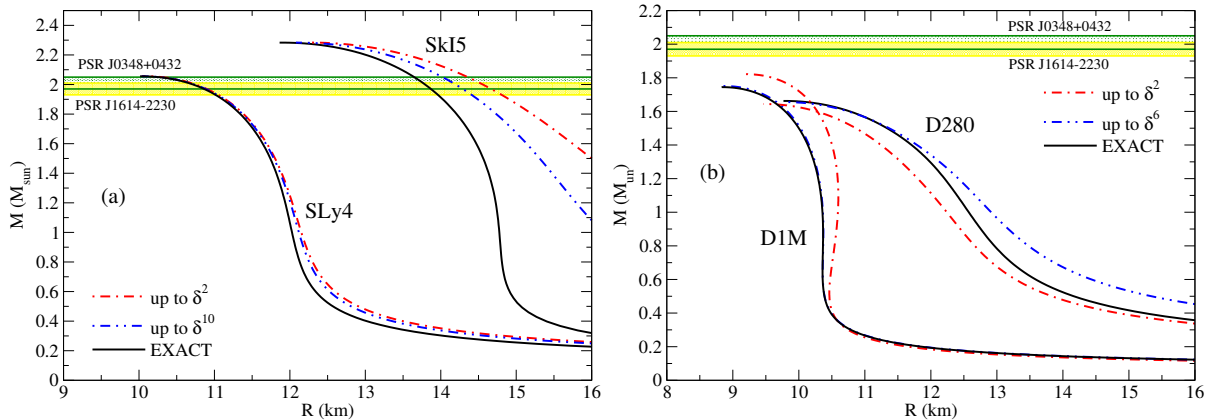 2.4
2.2
2
1.8
1.6
1.4
1.2
1
0.8
0.6
0.4
0.2
0
M (M_sun)
PSR J0348+0432
PSR J1614-2230
SkI5
(a)
SLy4
up to δ²
up to δ¹⁰
EXACT
9 10 11 12 13 14 15 16
R (km)
2.2
2
1.8
1.6
1.4
1.2
1
0.8
0.6
0.4
0.2
0
M (M_un)
PSR J0348+0432
PSR J1614-2230
up to δ²
up to δ⁶
EXACT
D280
(b)
D1M
8 9 10 11 12 13 14 15 16
R (km)